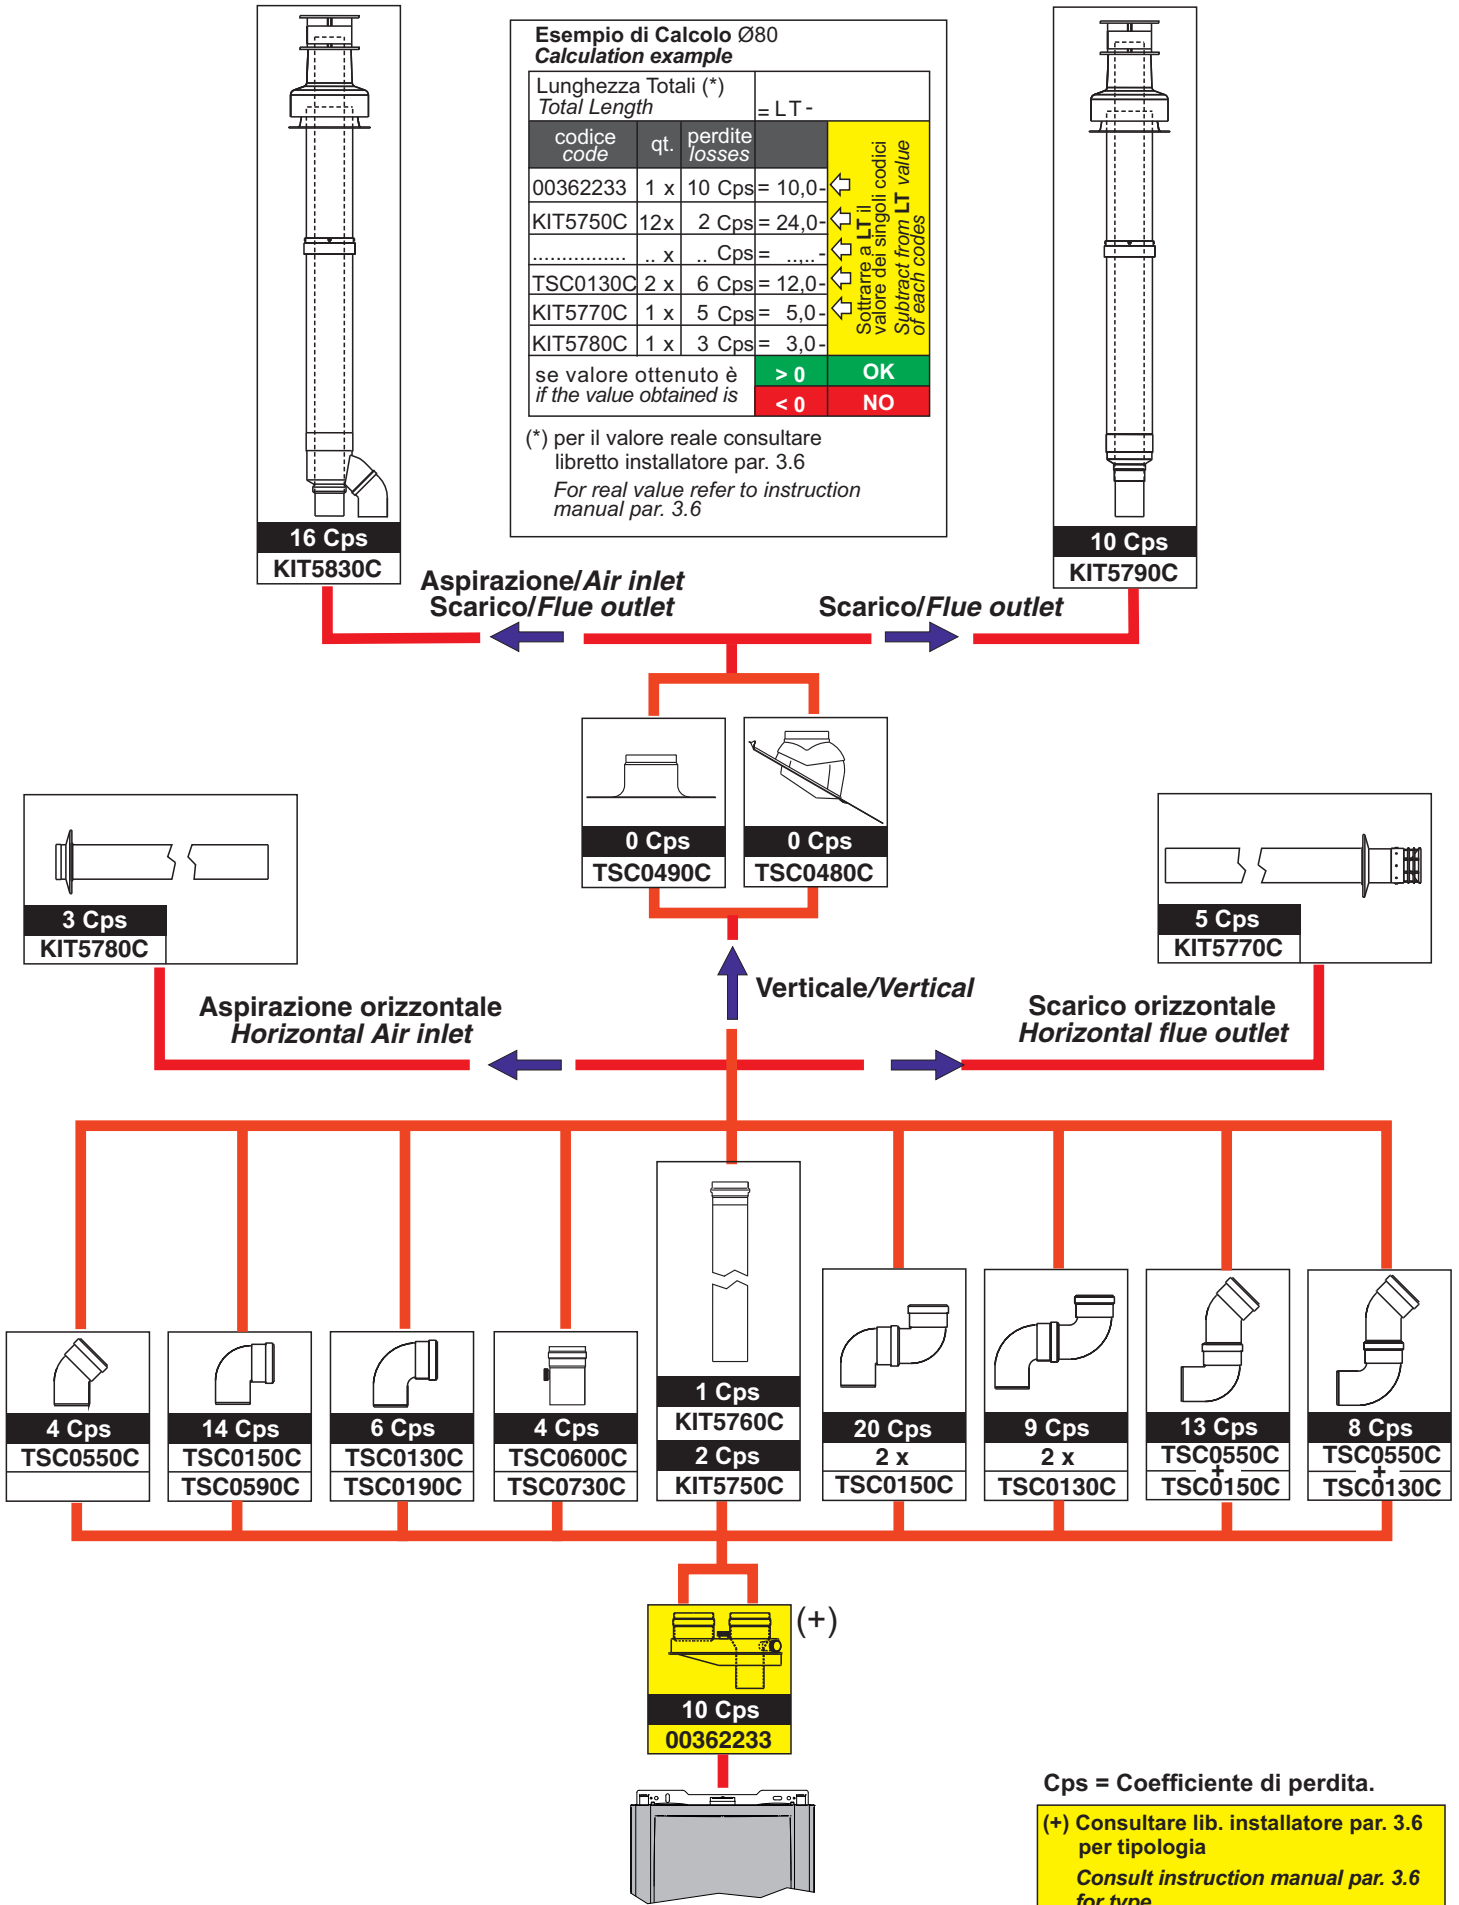 Esempio di Calcolo Ø80
Calculation example
Lunghezza Totali (*)
Total Length
= LT -
codice
code
qt.
perdite
losses
00362233 1 x 10 Cps = 10,0-
KIT5750C 12x 2 Cps = 24,0-
................ .. x .. Cps = ..,.. -
TSC0130C 2 x 6 Cps = 12,0-
KIT5770C 1 x 5 Cps = 5,0-
KIT5780C 1 x 3 Cps = 3,0-
Sottrarre a LT il
valore dei singoli codici
Subtract from LT value
of each codes
se valore ottenuto è
if the value obtained is
> 0 OK
< 0 NO
(*) per il valore reale consultare
libretto installatore par. 3.6
For real value refer to instruction
manual par. 3.6
16 Cps
KIT5830C
10 Cps
KIT5790C
Aspirazione/Air inlet
Scarico/Flue outlet
Scarico/Flue outlet
0 Cps
TSC0490C
0 Cps
TSC0480C
3 Cps
KIT5780C
5 Cps
KIT5770C
Verticale/Vertical
Aspirazione orizzontale
Horizontal Air inlet
Scarico orizzontale
Horizontal flue outlet
4 Cps
TSC0550C
14 Cps
TSC0150C
TSC0590C
6 Cps
TSC0130C
TSC0190C
4 Cps
TSC0600C
TSC0730C
1 Cps
KIT5760C
2 Cps
KIT5750C
20 Cps
2 x
TSC0150C
9 Cps
2 x
TSC0130C
13 Cps
TSC0550C
+
TSC0150C
8 Cps
TSC0550C
+
TSC0130C
(+)
10 Cps
00362233
Cps = Coefficiente di perdita.
(+) Consultare lib. installatore par. 3.6
per tipologia
Consult instruction manual par. 3.6
for type